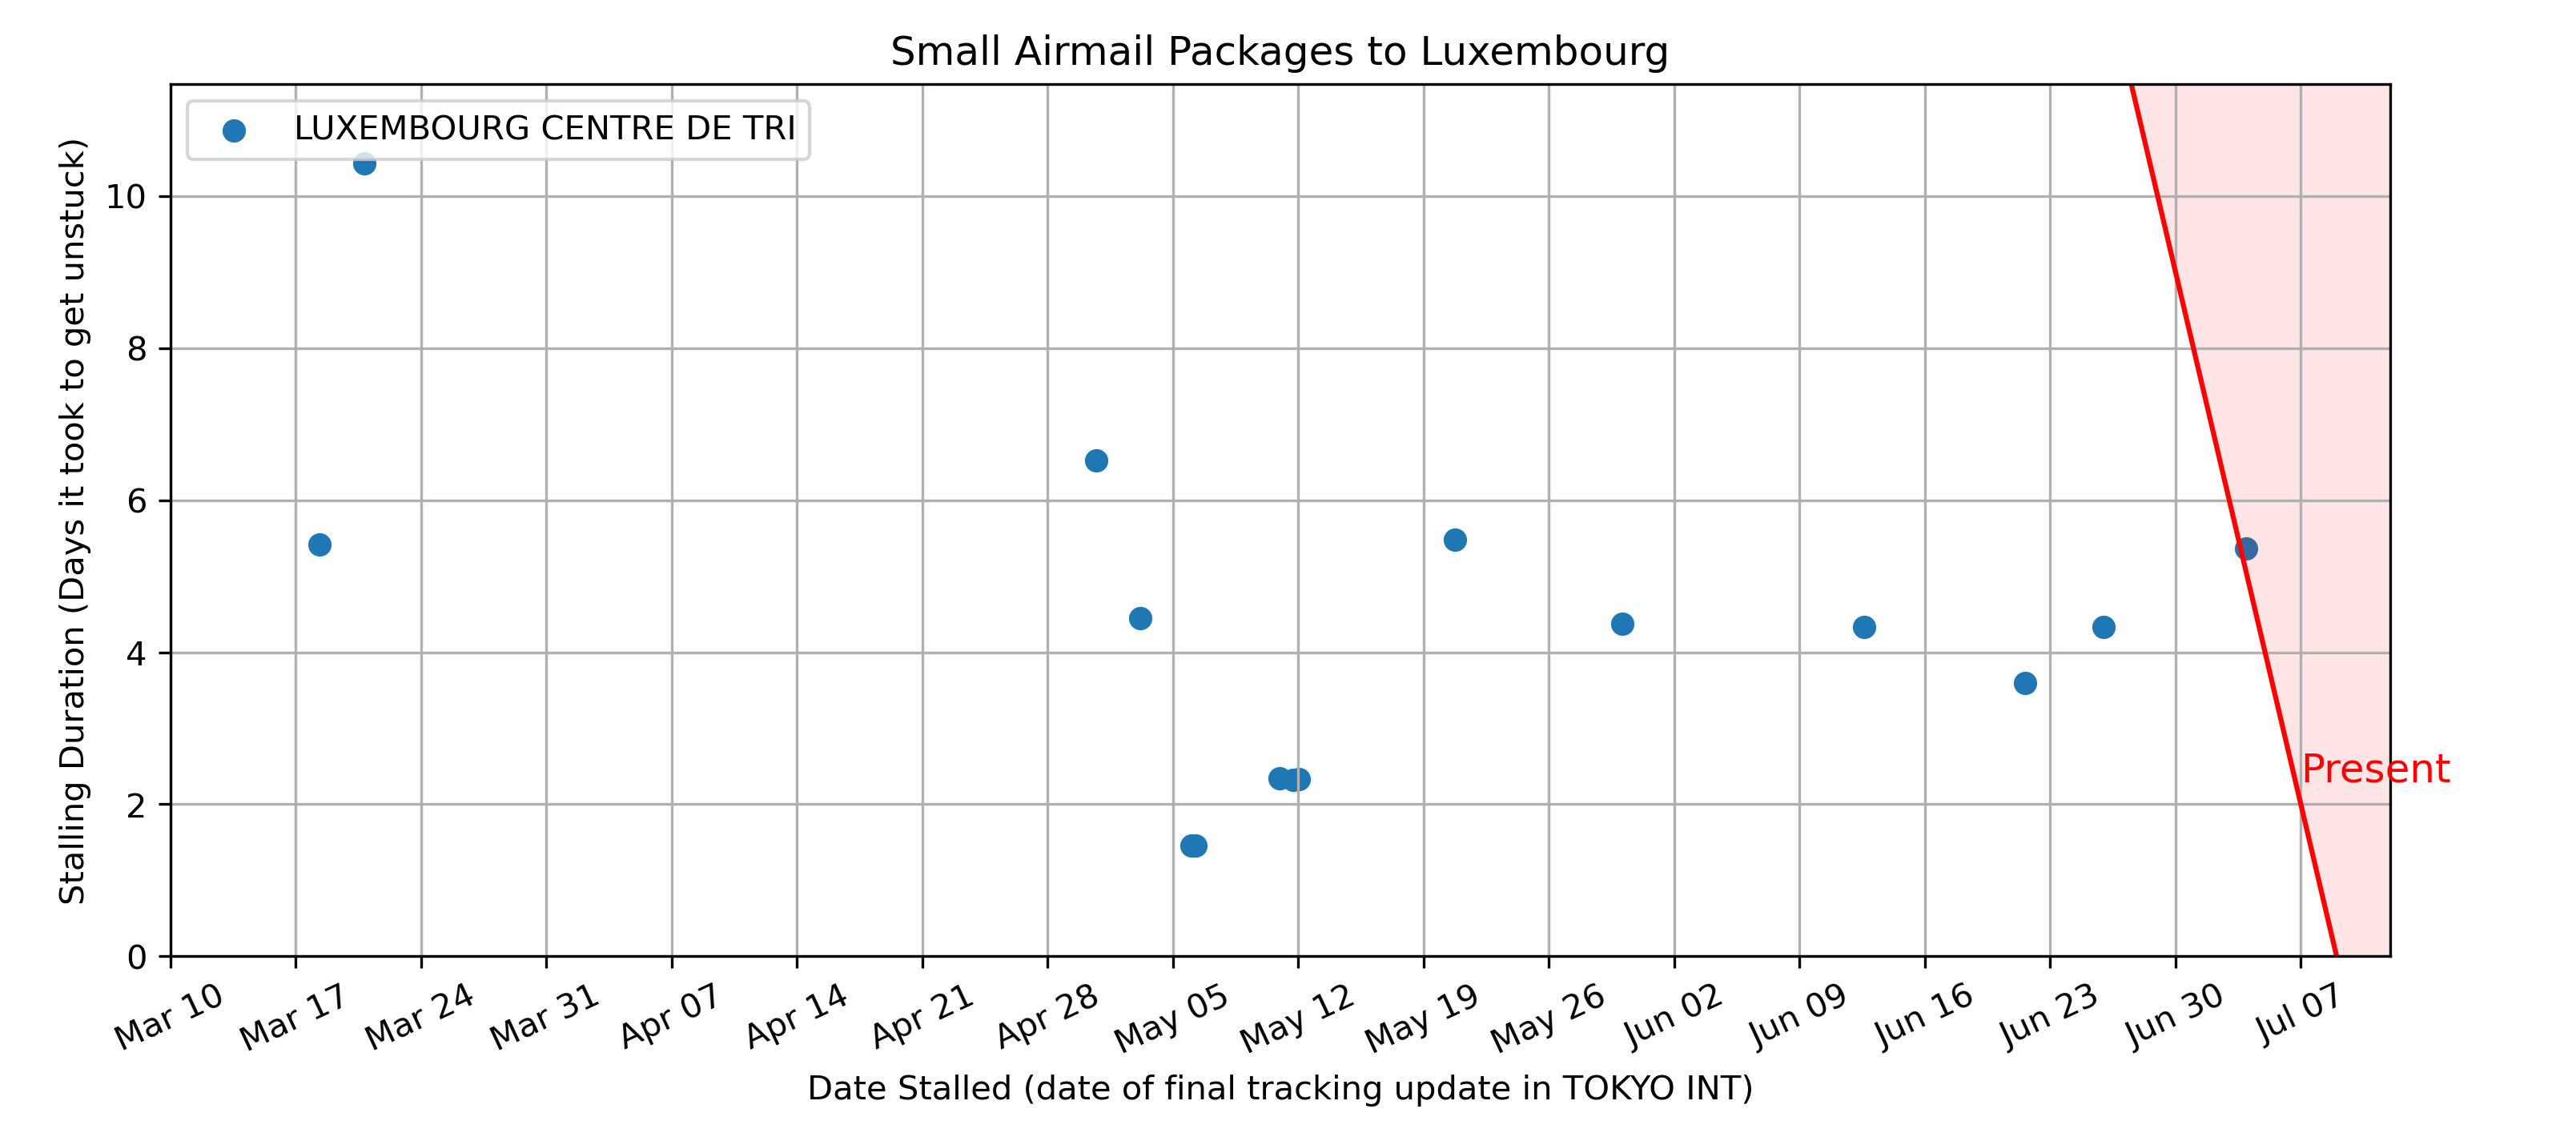 Small Airmail Packages to Luxembourg
LUXEMBOURG CENTRE DE TRI
Stalling Duration (Days it took to get unstuck)
10
8
6
4
2
0
Present
Mar 10
Mar 17
Mar 24
Mar 31
Apr 07
Apr 14
Apr 21
Apr 28
May 05
May 12
May 19
May 26
Jun 02
Jun 09
Jun 16
Jun 23
Jun 30
Jul 07
Date Stalled (date of final tracking update in TOKYO INT)